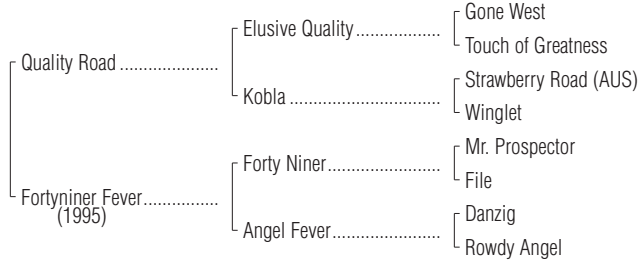 Gone West
Elusive Quality ..................
Touch of Greatness
Quality Road .....................
Strawberry Road (AUS)
Kobla ................................
Winglet
Mr. Prospector
Forty Niner........................
File
Fortyniner Fever................
(1995)
Danzig
Angel Fever.......................
Rowdy Angel